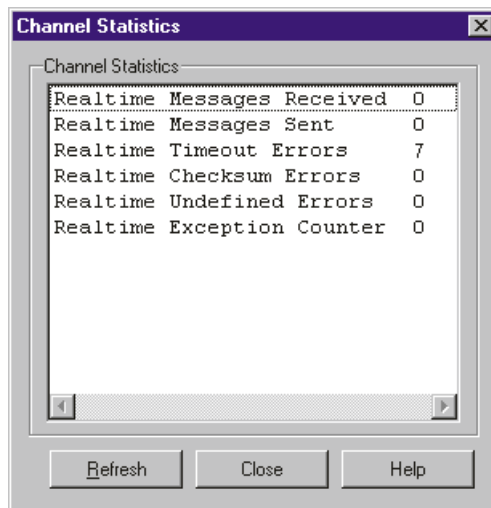 Channel Statistics
Channel Statistics
Realtime Messages Received 0
Realtime Messages Sent 0
Realtime Timeout Errors 7
Realtime Checksum Errors 0
Realtime Undefined Errors 0
Realtime Exception Counter 0
Refresh Close Help